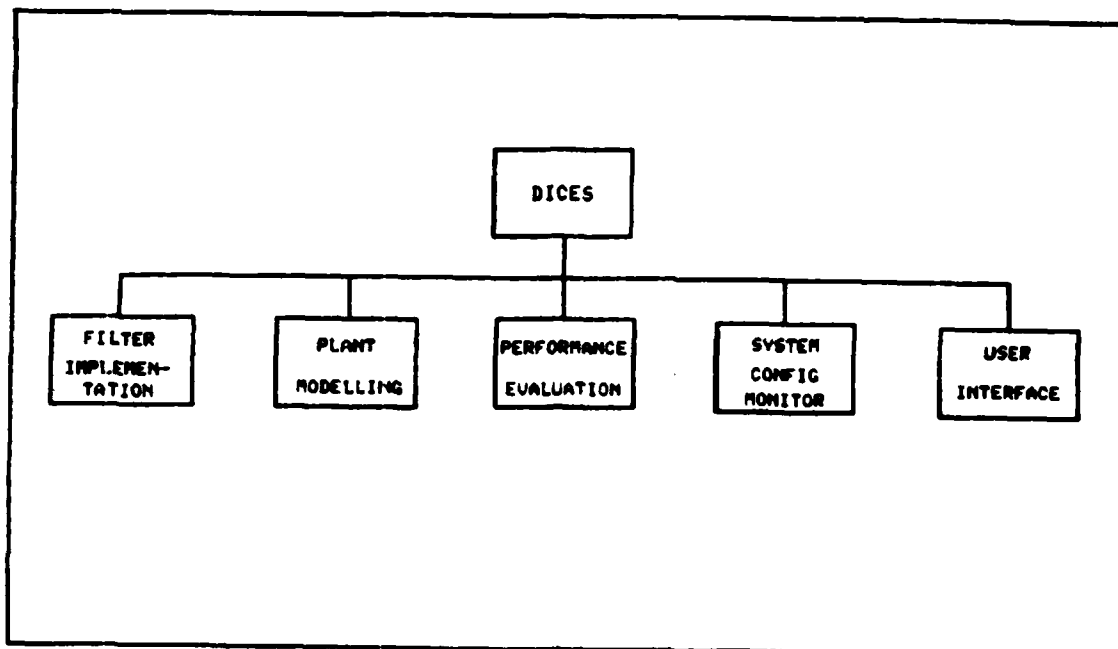 DICES
FILTER
IMPLEMEN-
TATION
PLANT
MODELLING
PERFORMANCE
EVALUATION
SYSTEM
CONFIG
MONITOR
USER
INTERFACE